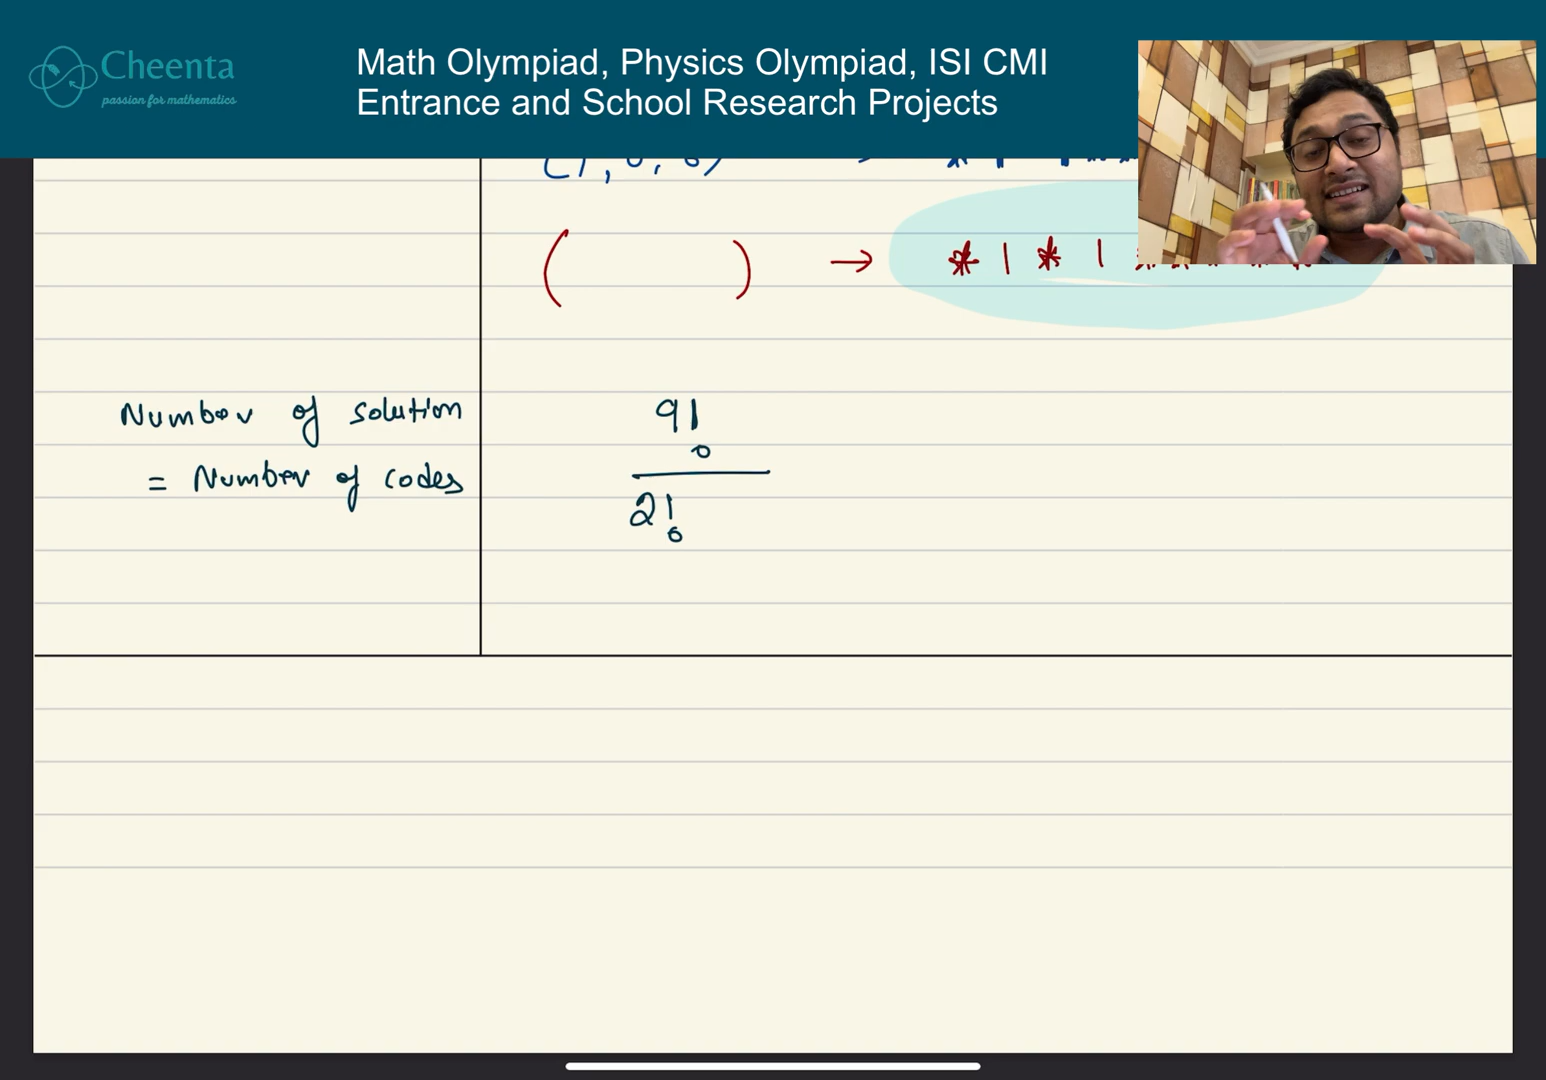 Cheenta
passion for mathematics
Math Olympiad, Physics Olympiad, ISI CMI
Entrance and School Research Projects
( ) → * | * |
Number of solution
= Number of codes
9!
2!